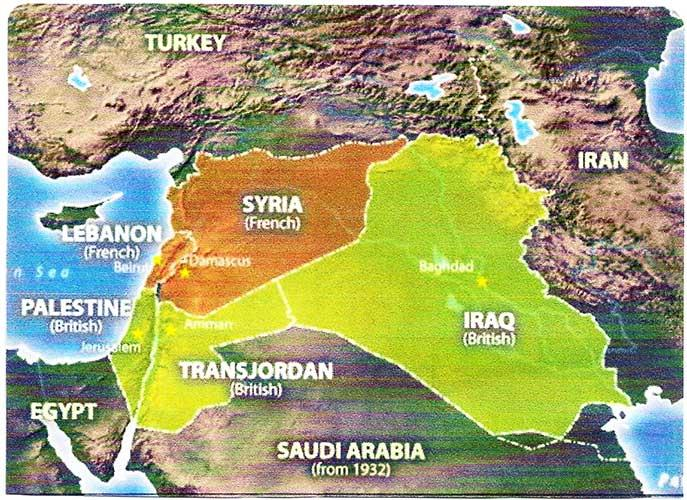 TURKEY
IRAN
SYRIA
(French)
LEBANON
(French)
Beirut
Damascus
n Sea
Baghdad
PALESTINE
(British)
Amman
Jerusalem
IRAQ
(British)
TRANSJORDAN
(British)
EGYPT
SAUDI ARABIA
(from 1932)